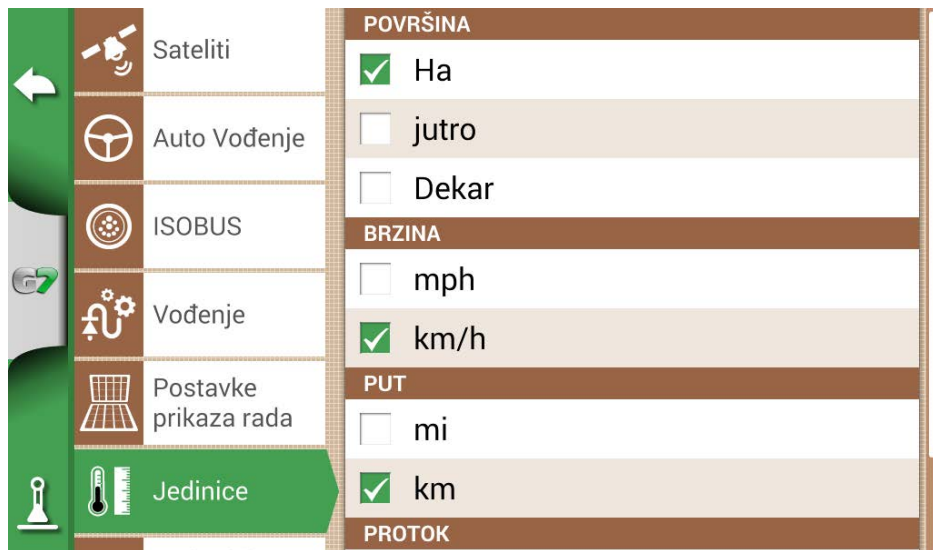 Sateliti
Auto Vođenje
ISOBUS
G7
Vođenje
Postavke
prikaza rada
Jedinice
POVRŠINA
Ha
jutro
Dekar
BRZINA
mph
km/h
PUT
mi
km
PROTOK